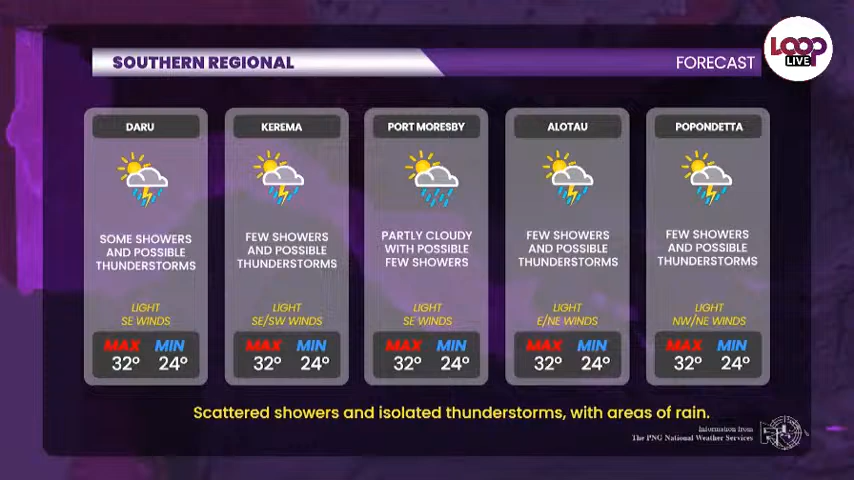 LOOP
LIVE
SOUTHERN REGIONAL
FORECAST
DARU
SOME SHOWERS
AND POSSIBLE
THUNDERSTORMS
LIGHT
SE WINDS
MAX MIN
32° 24°
KEREMA
FEW SHOWERS
AND POSSIBLE
THUNDERSTORMS
LIGHT
SE/SW WINDS
MAX MIN
32° 24°
PORT MORESBY
PARTLY CLOUDY
WITH POSSIBLE
FEW SHOWERS
LIGHT
SE WINDS
MAX MIN
32° 24°
ALOTAU
FEW SHOWERS
AND POSSIBLE
THUNDERSTORMS
LIGHT
E/NE WINDS
MAX MIN
32° 24°
POPONDETTA
FEW SHOWERS
AND POSSIBLE
THUNDERSTORMS
LIGHT
NW/NE WINDS
MAX MIN
32° 24°
Scattered showers and isolated thunderstorms, with areas of rain.
Information from
The PNG National Weather Services